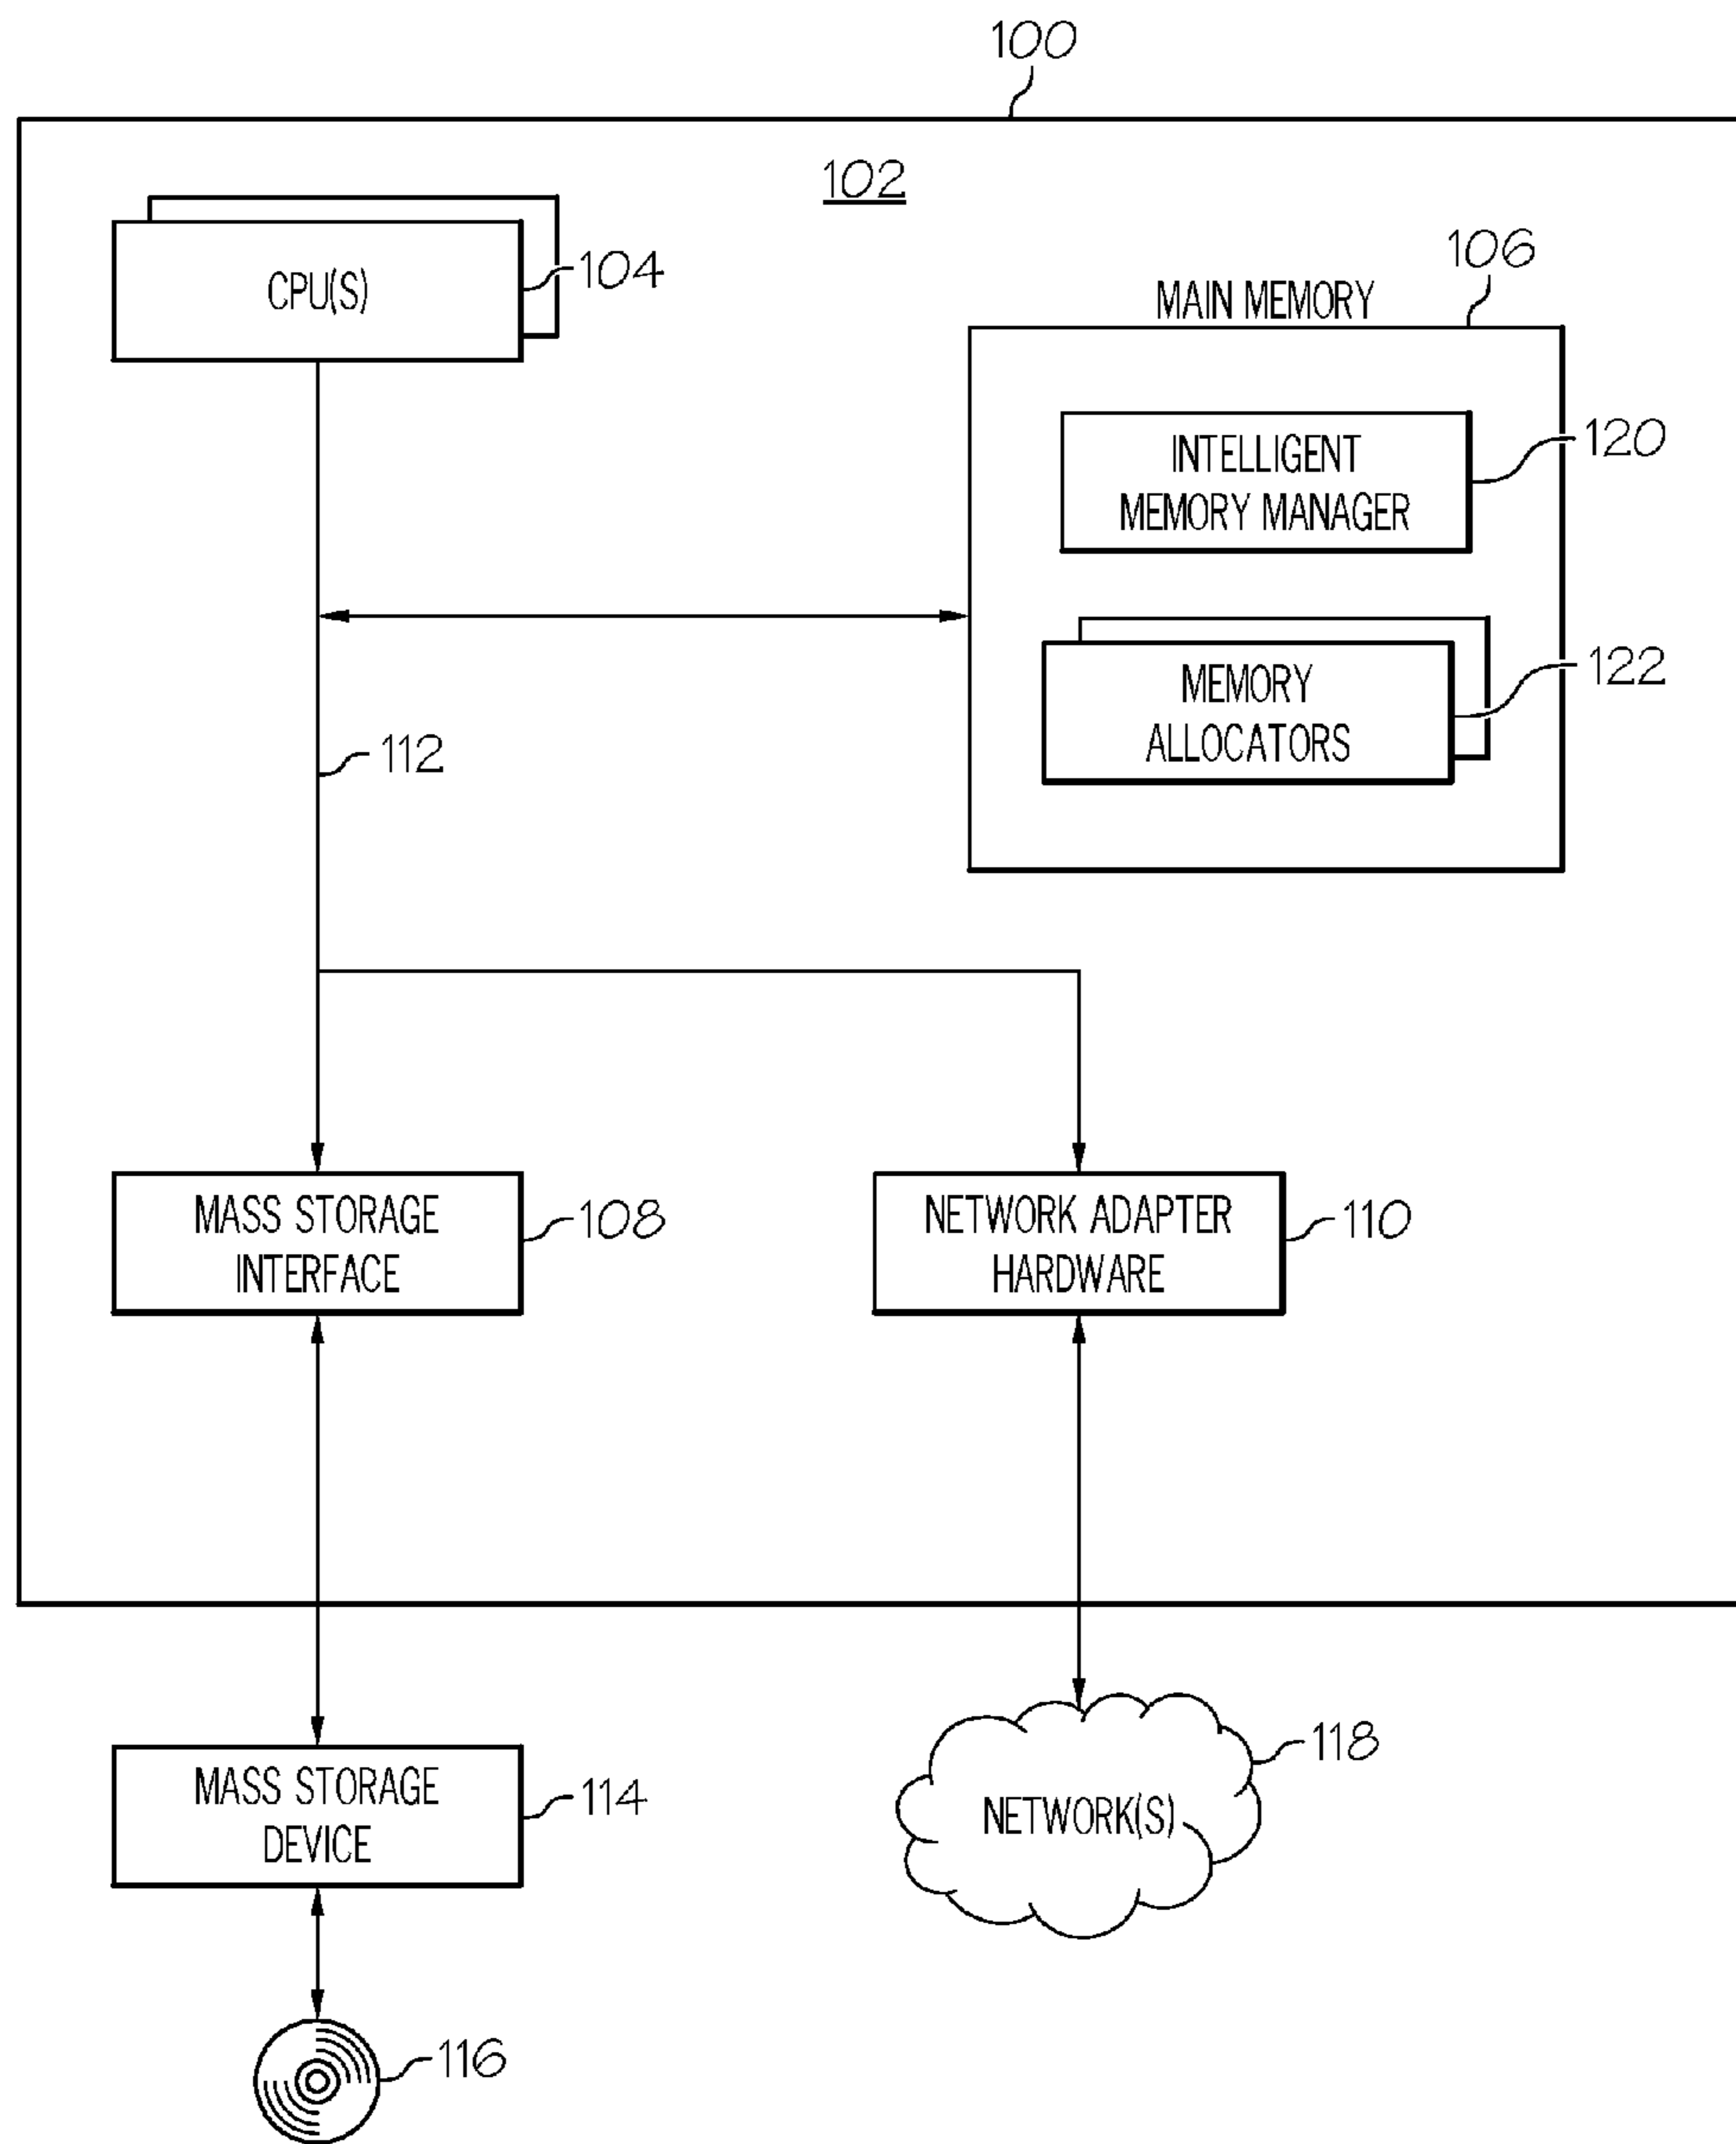 100
102
CPU(S)
104
106
MAIN MEMORY
INTELLIGENT
MEMORY MANAGER
120
MEMORY
ALLOCATORS
122
112
MASS STORAGE
INTERFACE
108
NETWORK ADAPTER
HARDWARE
110
MASS STORAGE
DEVICE
114
NETWORK(S)
118
116